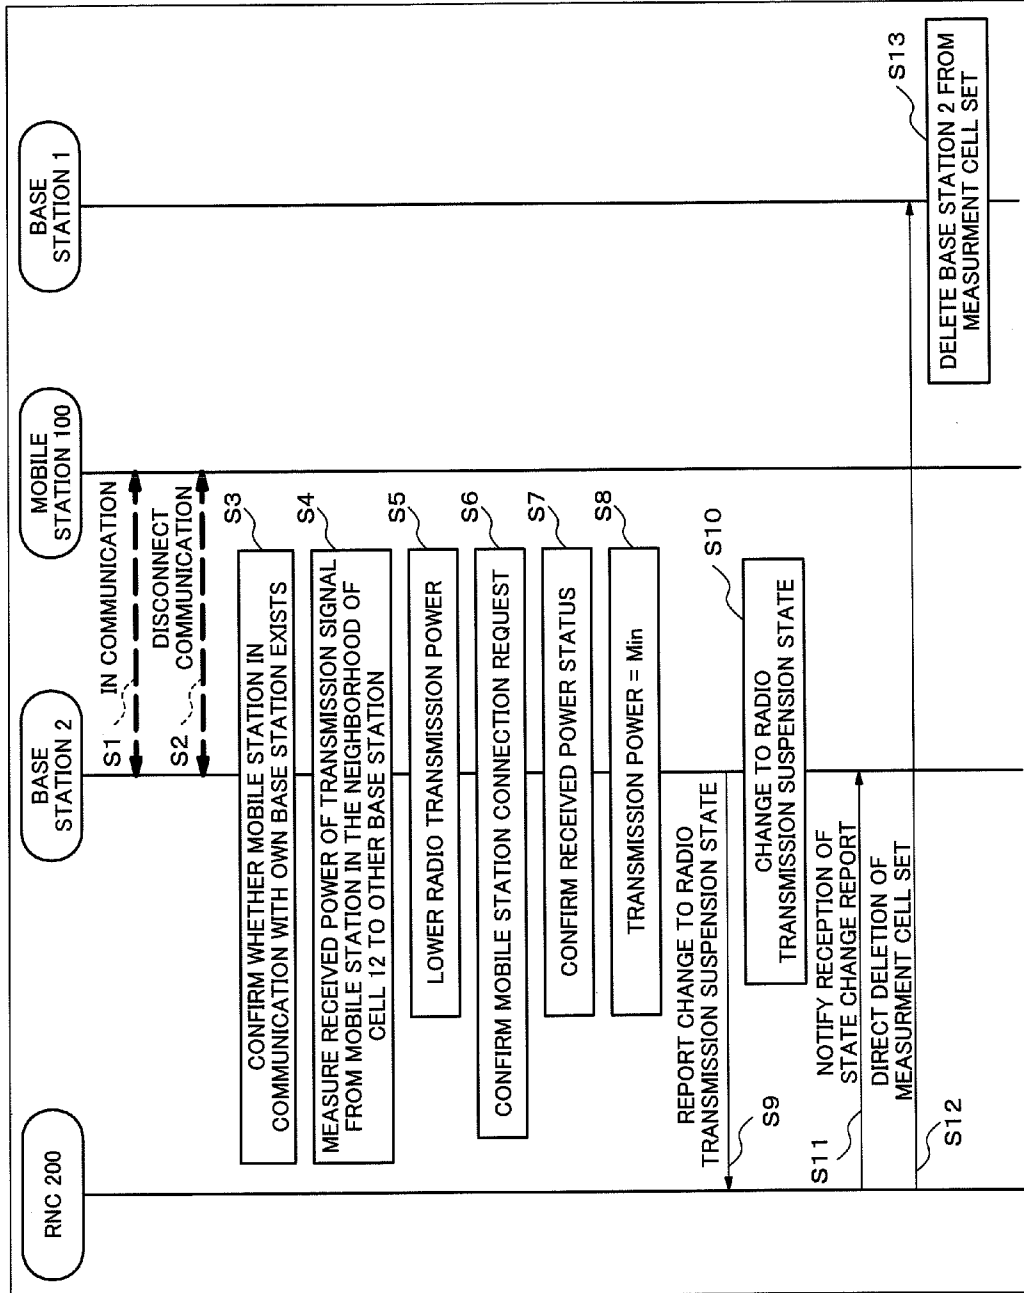 RNC 200
BASE
STATION 2
MOBILE
STATION 100
BASE
STATION 1
S1
IN COMMUNICATION
S2
DISCONNECT
COMMUNICATION
CONFIRM WHETHER MOBILE STATION IN
COMMUNICATION WITH OWN BASE STATION EXISTS
S3
MEASURE RECEIVED POWER OF TRANSMISSION SIGNAL
FROM MOBILE STATION IN THE NEIGHBORHOOD OF
CELL 12 TO OTHER BASE STATION
S4
LOWER RADIO TRANSMISSION POWER
S5
CONFIRM MOBILE STATION CONNECTION REQUEST
S6
CONFIRM RECEIVED POWER STATUS
S7
TRANSMISSION POWER = Min
S8
REPORT CHANGE TO RADIO
TRANSMISSION SUSPENSION STATE
S9
CHANGE TO RADIO
TRANSMISSION SUSPENSION STATE
S10
NOTIFY RECEPTION OF
STATE CHANGE REPORT
S11
DIRECT DELETION OF
MEASURMENT CELL SET
S12
DELETE BASE STATION 2 FROM
MEASURMENT CELL SET
S13